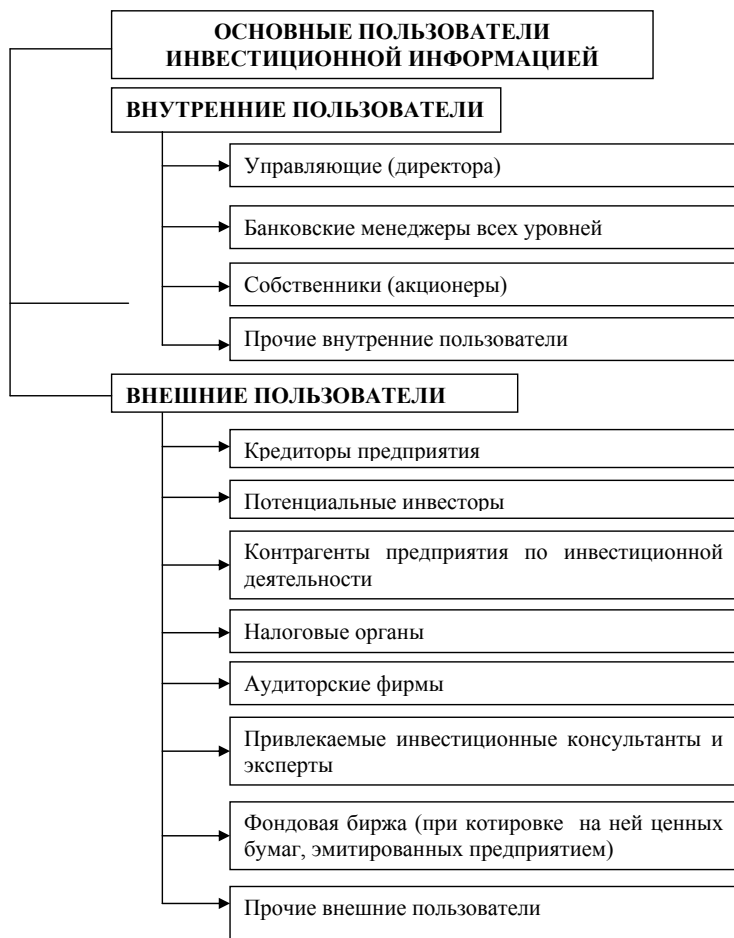 ОСНОВНЫЕ ПОЛЬЗОВАТЕЛИ
ИНВЕСТИЦИОННОЙ ИНФОРМАЦИЕЙ
ВНУТРЕННИЕ ПОЛЬЗОВАТЕЛИ
Управляющие (директора)
Банковские менеджеры всех уровней
Собственники (акционеры)
Прочие внутренние пользователи
ВНЕШНИЕ ПОЛЬЗОВАТЕЛИ
Кредиторы предприятия
Потенциальные инвесторы
Контрагенты предприятия по инвестиционной
деятельности
Налоговые органы
Аудиторские фирмы
Привлекаемые инвестиционные консультанты и
эксперты
Фондовая биржа (при котировке на ней ценных
бумаг, эмитированных предприятием)
Прочие внешние пользователи